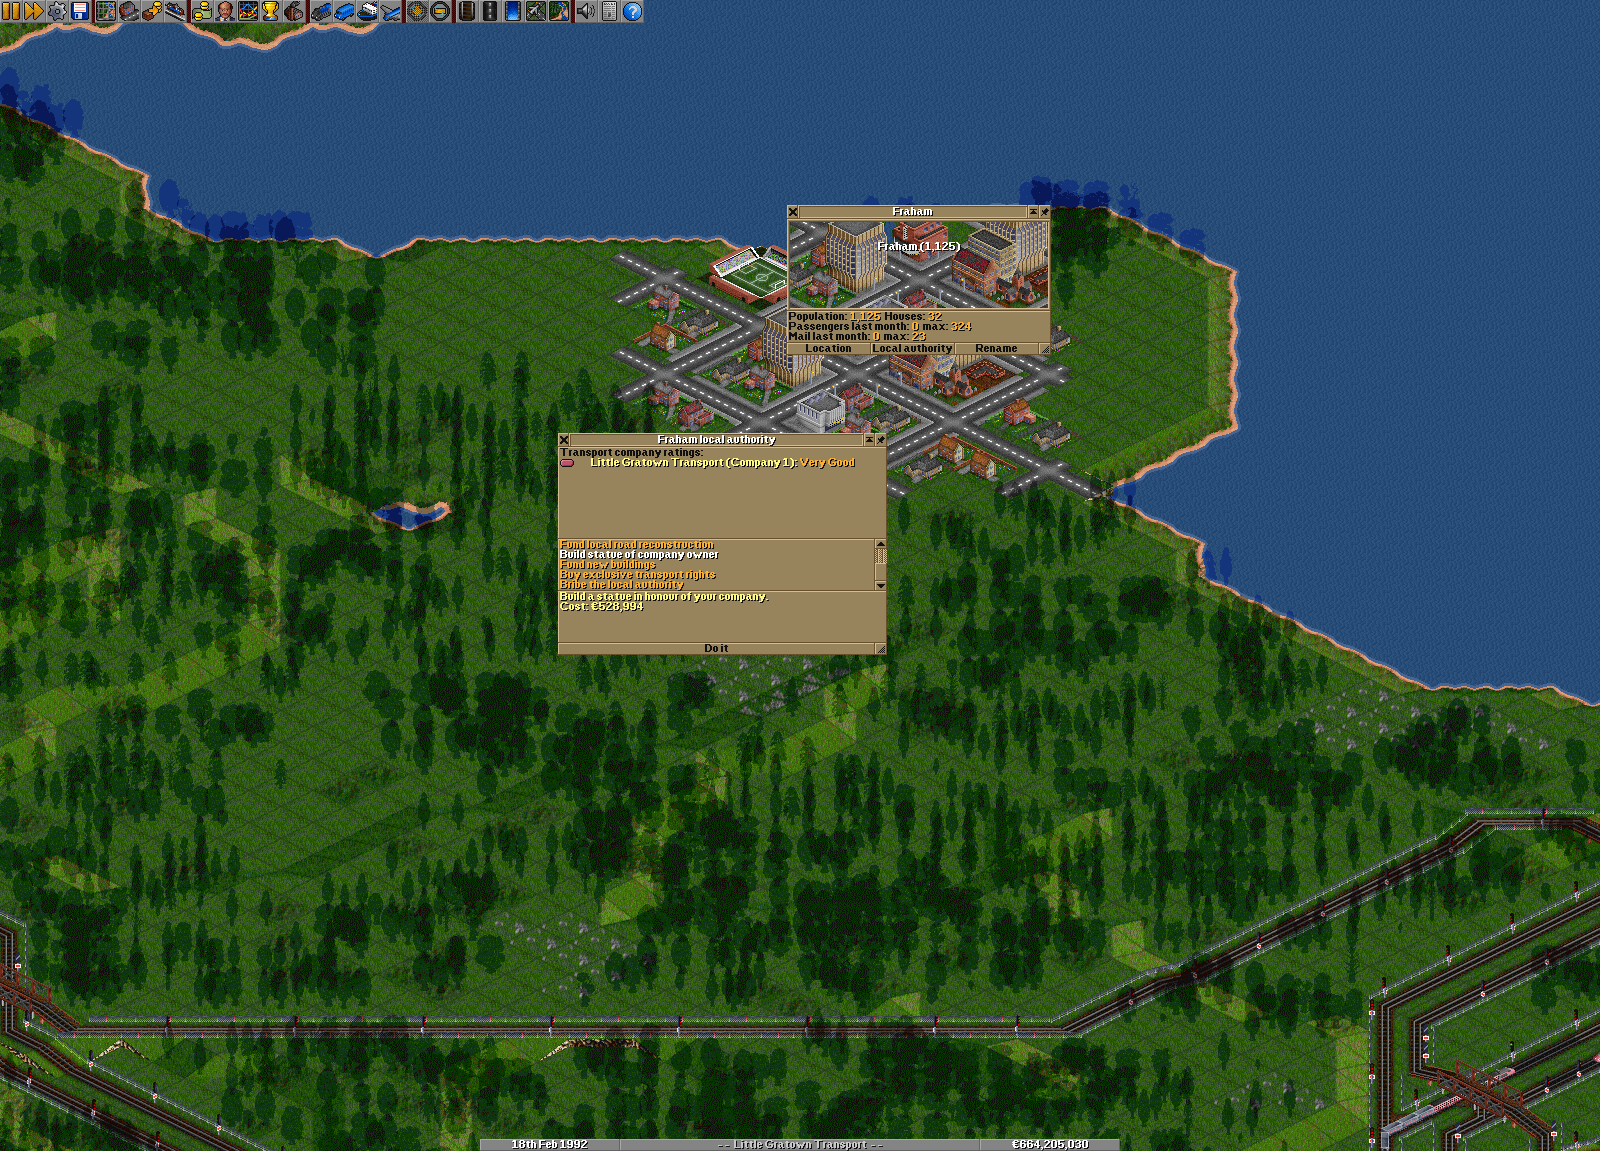 Fraham
Fraham (1,125)
Population: 1,125 Houses: 32
Passengers last month: 0 max: 324
Mail last month: 0 max: 23
Location Local authority Rename
Fraham local authority
Transport company ratings:
Little Gratown Transport (Company 1): Very Good
Fund local road reconstruction
Build statue of company owner
Fund new buildings
Buy exclusive transport rights
Bribe the local authority
Build a statue in honour of your company.
Cost: €528,994
Do it
18th Feb 1992 -- Little Gratown Transport -- €664,205,030